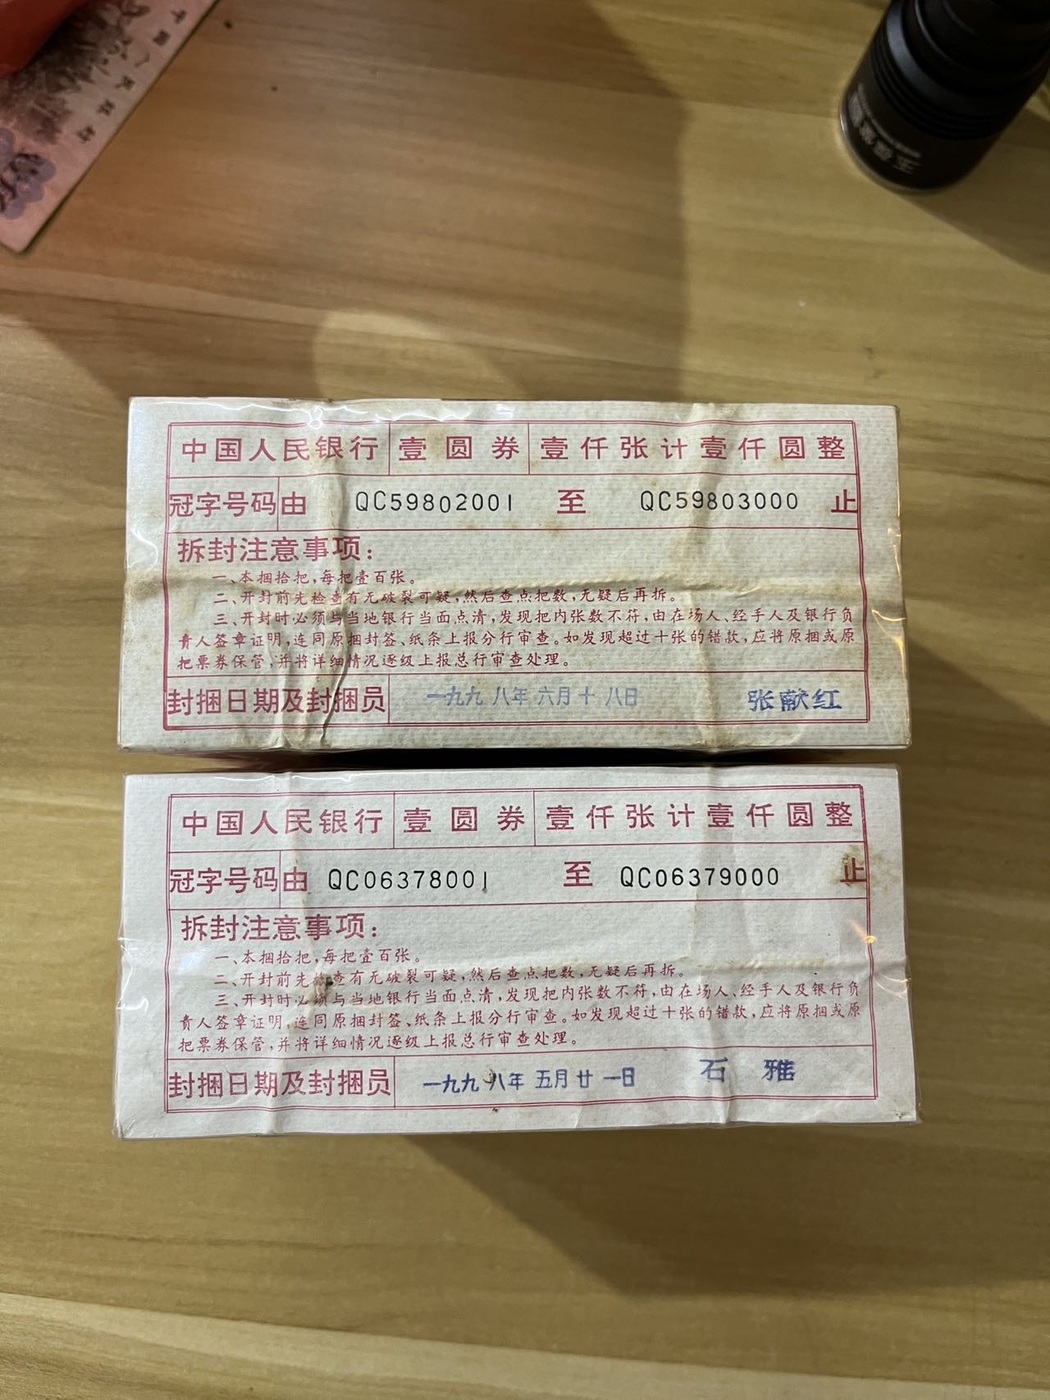 中国人民银行
中国人民银行 壹圆券 壹仟张计壹仟圆整
冠字号码 由 QC59802001 至 QC59803000 止
拆封注意事项：
一、本捆拾把，每把壹百张。
二、开封前先检查有无破裂可疑，然后查点把数，无疑后再拆。
三、开封时必须与当地银行当面点清，发现把内张数不符，由在场人、经手人及银行负
责人签章证明，连同原捆封签、纸条上报分行审查。如发现超过十张的错款，应将原捆或原
把票券保管，并将详细情况逐级上报总行审查处理。
封捆日期及封捆员 一九九八年六月十八日 张献红
中国人民银行 壹圆券 壹仟张计壹仟圆整
冠字号码 由 QC06378001 至 QC06379000 止
拆封注意事项：
一、本捆拾把，每把壹百张。
二、开封前先检查有无破裂可疑，然后查点把数，无疑后再拆。
三、开封时必须与当地银行当面点清，发现把内张数不符，由在场人、经手人及银行负
责人签章证明，连同原捆封签、纸条上报分行审查。如发现超过十张的错款，应将原捆或原
把票券保管，并将详细情况逐级上报总行审查处理。
封捆日期及封捆员 一九九八年五月廿一日 石雅